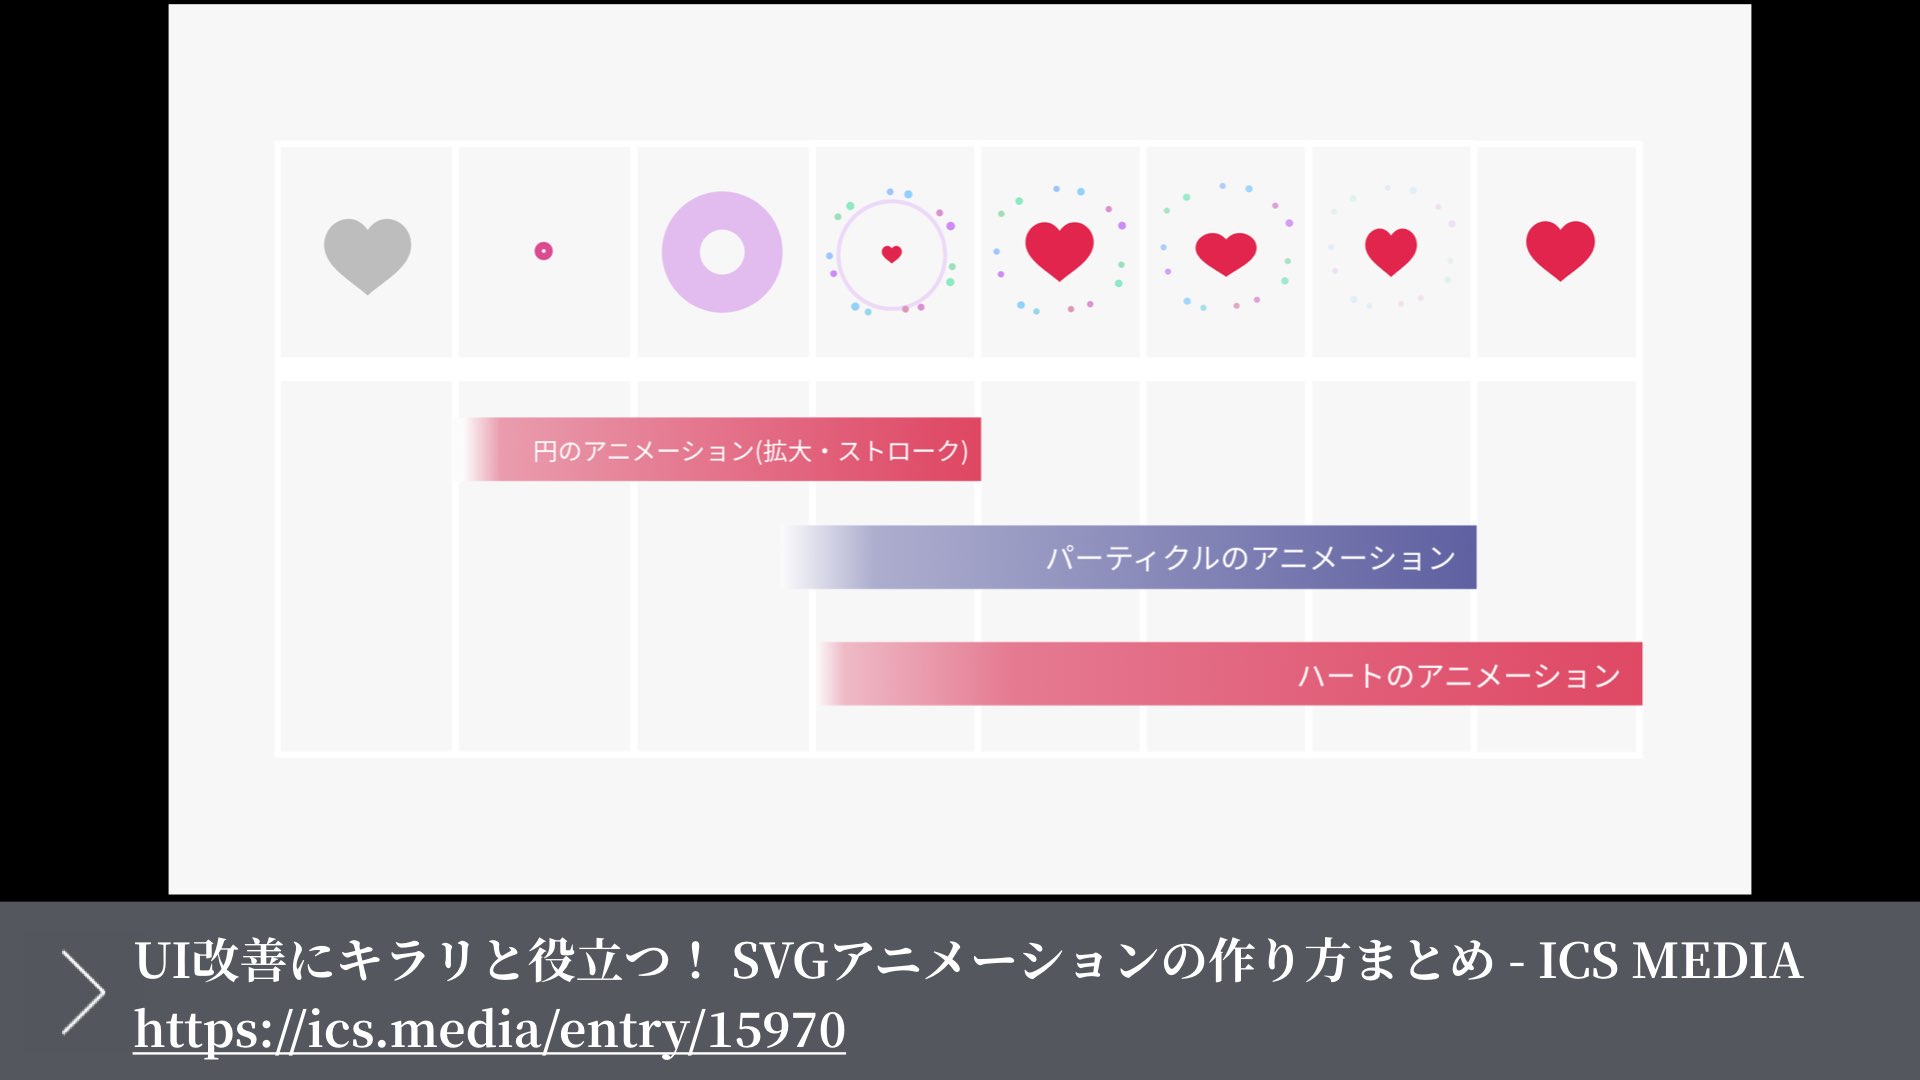 円のアニメーション(拡大・ストローク)
パーティクルのアニメーション
ハートのアニメーション
UI改善にキラリと役立つ！ SVGアニメーションの作り方まとめ - ICS MEDIA
https://ics.media/entry/15970